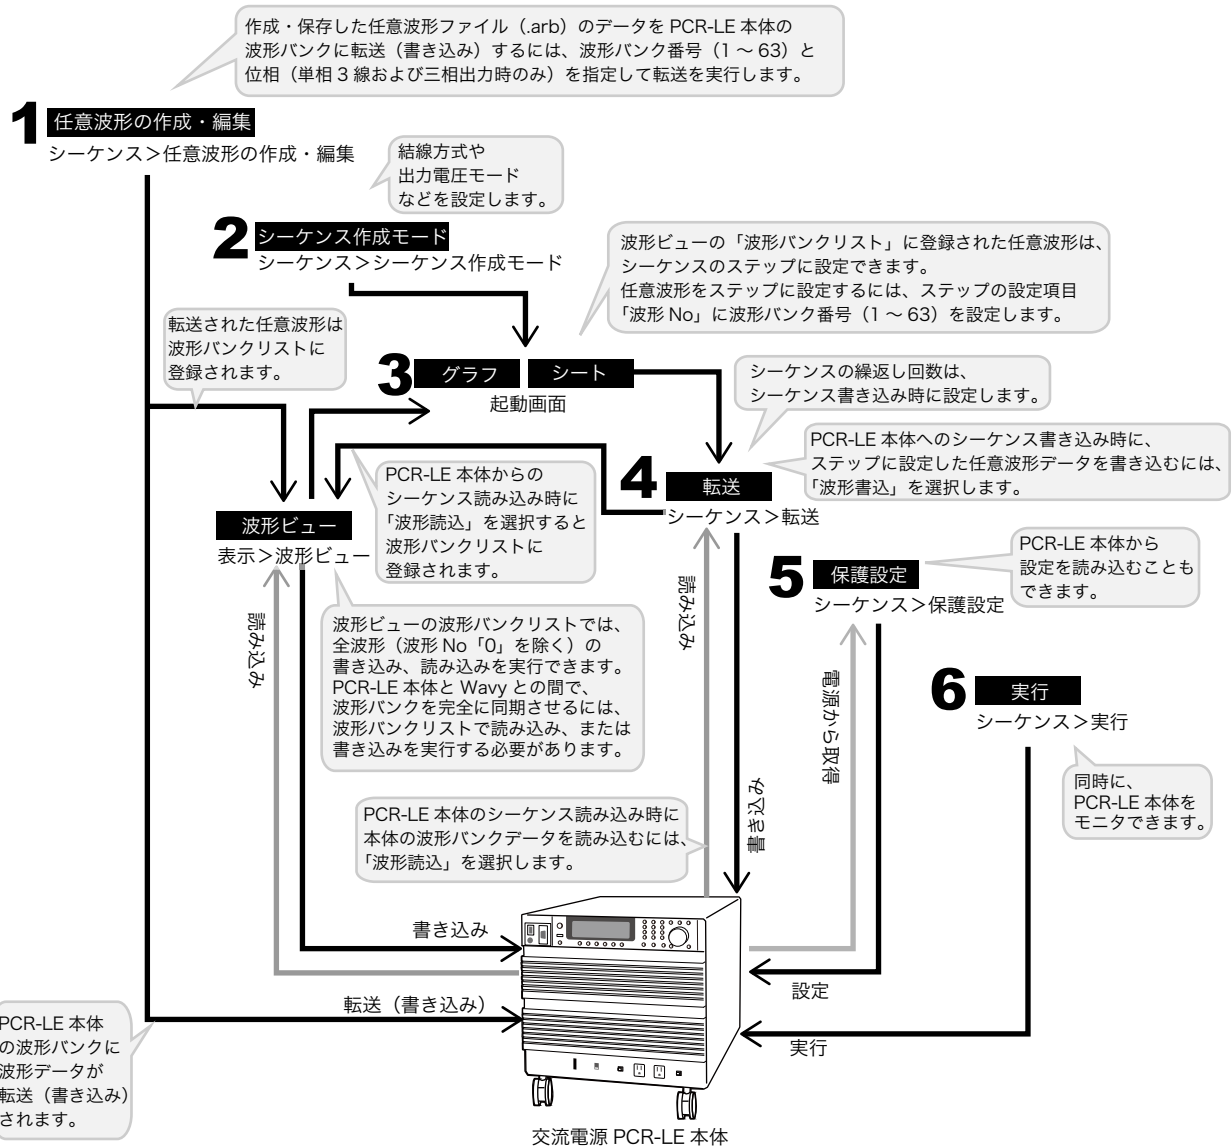 作成・保存した任意波形ファイル（.arb）のデータを PCR-LE 本体の
波形バンクに転送（書き込み）するには、波形バンク番号（1 ～ 63）と
位相（単相 3 線および三相出力時のみ）を指定して転送を実行します。
1 任意波形の作成・編集
シーケンス＞任意波形の作成・編集
結線方式や
出力電圧モード
などを設定します。
2 シーケンス作成モード
シーケンス＞シーケンス作成モード
波形ビューの「波形バンクリスト」に登録された任意波形は、
シーケンスのステップに設定できます。
任意波形をステップに設定するには、ステップの設定項目
「波形 No」に波形バンク番号（1 ～ 63）を設定します。
転送された任意波形は
波形バンクリストに
登録されます。
3 グラフ シート
起動画面
シーケンスの繰返し回数は、
シーケンス書き込み時に設定します。
PCR-LE 本体へのシーケンス書き込み時に、
ステップに設定した任意波形データを書き込むには、
「波形書込」を選択します。
4 転送
シーケンス＞転送
PCR-LE 本体からの
シーケンス読み込み時に
「波形読込」を選択すると
波形バンクリストに
登録されます。
波形ビュー
表示＞波形ビュー
PCR-LE 本体から
設定を読み込むことも
できます。
5 保護設定
シーケンス＞保護設定
読み込み
読み込み
波形ビューの波形バンクリストでは、
全波形（波形 No「0」を除く）の
書き込み、読み込みを実行できます。
PCR-LE 本体と Wavy との間で、
波形バンクを完全に同期させるには、
波形バンクリストで読み込み、または
書き込みを実行する必要があります。
電源から取得
6 実行
シーケンス＞実行
同時に、
PCR-LE 本体を
モニタできます。
書き込み
PCR-LE 本体のシーケンス読み込み時に
本体の波形バンクデータを読み込むには、
「波形読込」を選択します。
書き込み
設定
転送（書き込み）
実行
PCR-LE 本体
の波形バンクに
波形データが
転送（書き込み）
されます。
交流電源 PCR-LE 本体